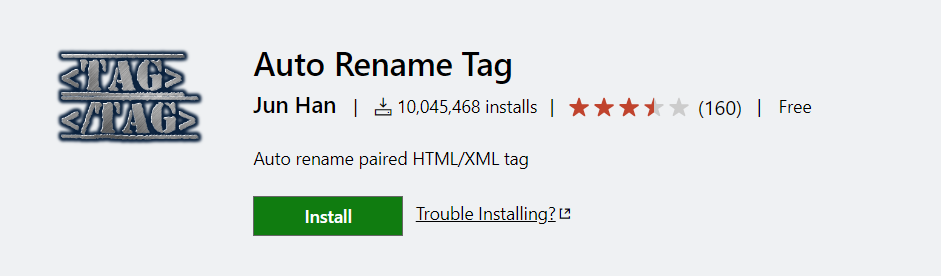 <TAG>
</TAG>
Auto Rename Tag
Jun Han | 10,045,468 installs | (160) | Free
Auto rename paired HTML/XML tag
Install Trouble Installing?